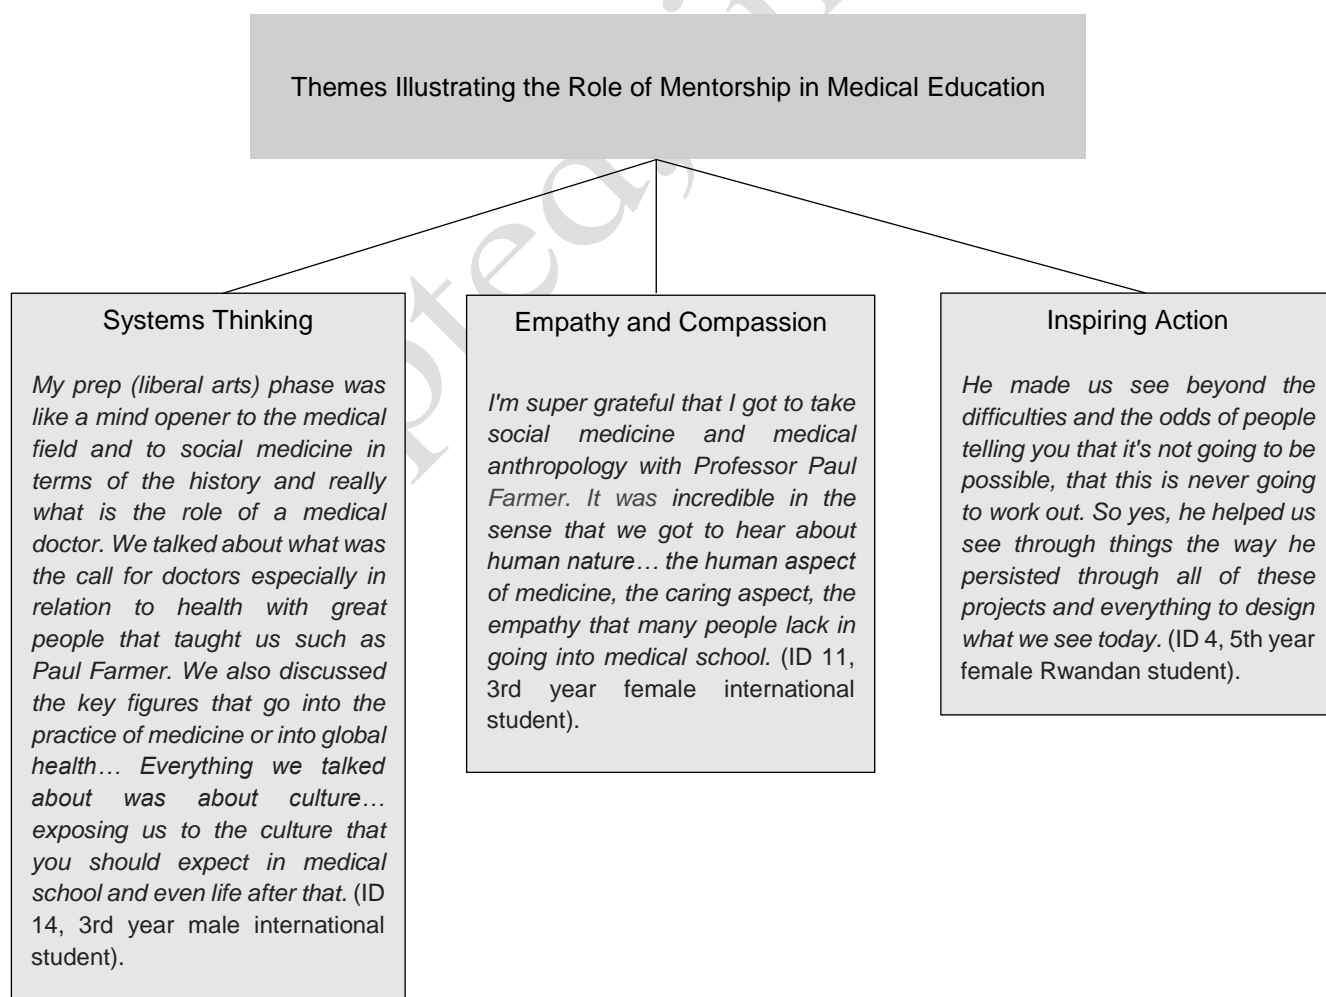 Themes Illustrating the Role of Mentorship in Medical Education
Systems Thinking
My prep (liberal arts) phase was
like a mind opener to the medical
field and to social medicine in
terms of the history and really
what is the role of a medical
doctor. We talked about what was
the call for doctors especially in
relation to health with great
people that taught us such as
Paul Farmer. We also discussed
the key figures that go into the
practice of medicine or into global
health… Everything we talked
about was about culture…
exposing us to the culture that
you should expect in medical
school and even life after that. (ID
14, 3rd year male international
student).
Empathy and Compassion
I'm super grateful that I got to take
social medicine and medical
anthropology with Professor Paul
Farmer. It was incredible in the
sense that we got to hear about
human nature… the human aspect
of medicine, the caring aspect, the
empathy that many people lack in
going into medical school. (ID 11,
3rd year female international
student).
Inspiring Action
He made us see beyond the
difficulties and the odds of people
telling you that it's not going to be
possible, that this is never going
to work out. So yes, he helped us
see through things the way he
persisted through all of these
projects and everything to design
what we see today. (ID 4, 5th year
female Rwandan student).